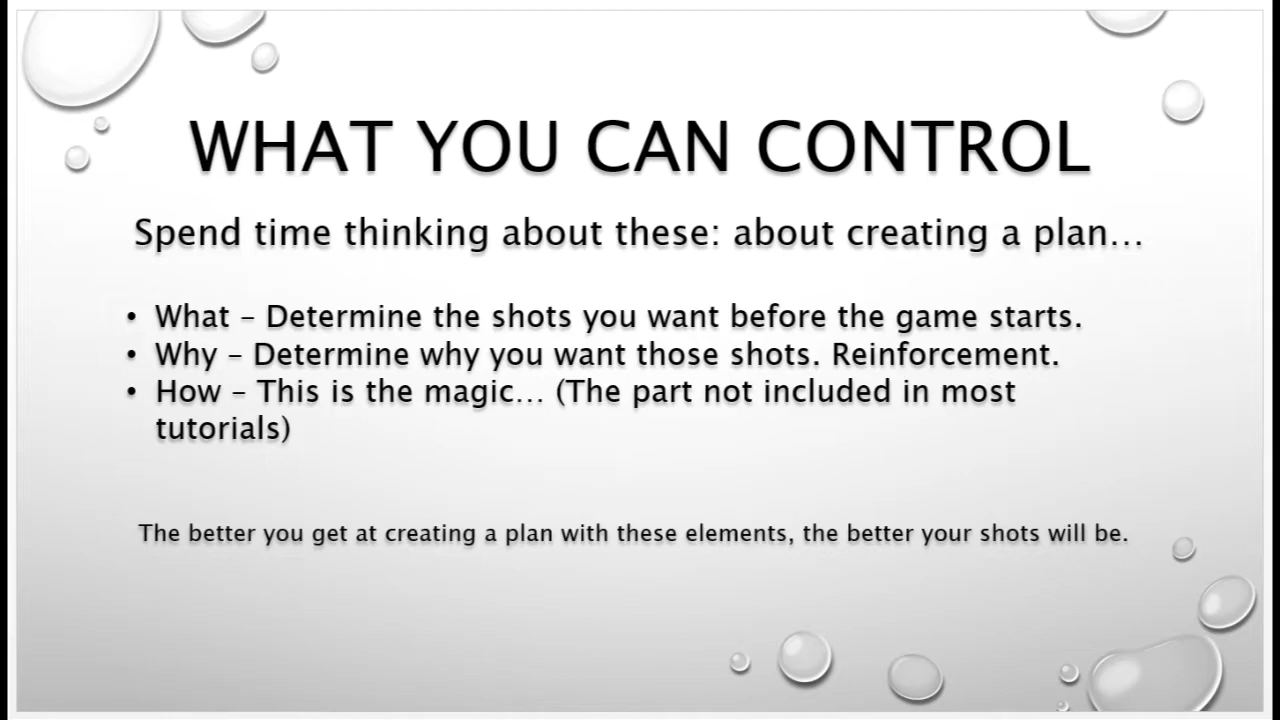 WHAT YOU CAN CONTROL
Spend time thinking about these: about creating a plan…
• What – Determine the shots you want before the game starts.
• Why – Determine why you want those shots. Reinforcement.
• How – This is the magic… (The part not included in most
tutorials)
The better you get at creating a plan with these elements, the better your shots will be.